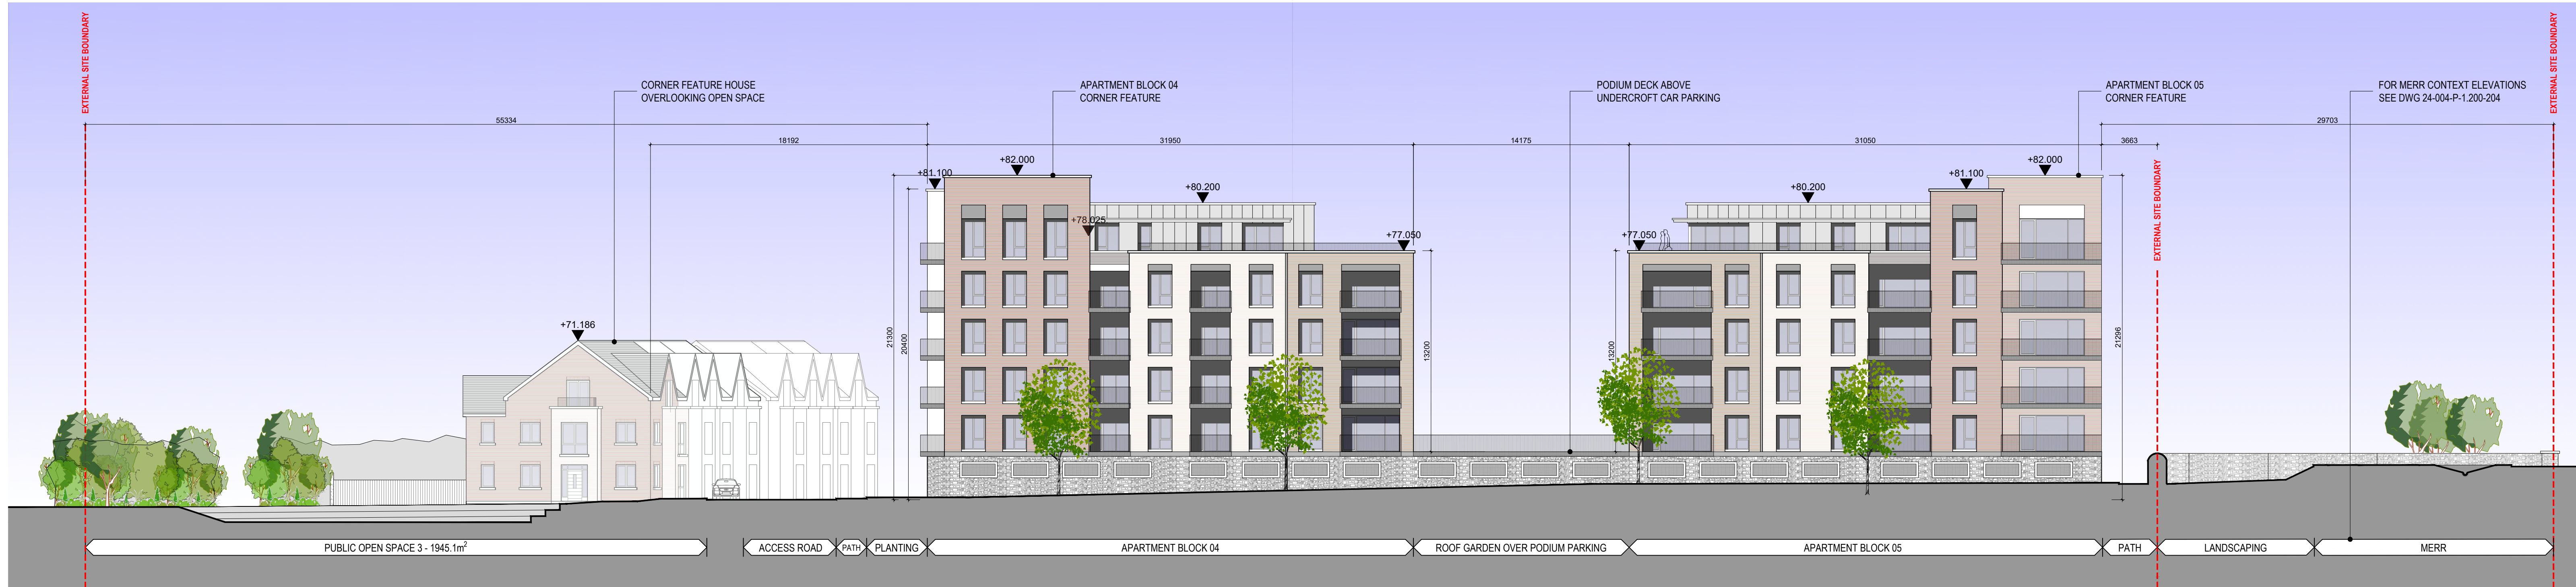 EXTERNAL SITE BOUNDARY
EXTERNAL SITE BOUNDARY
CORNER FEATURE HOUSE
OVERLOOKING OPEN SPACE
APARTMENT BLOCK 04
CORNER FEATURE
PODIUM DECK ABOVE
UNDERCROFT CAR PARKING
APARTMENT BLOCK 05
CORNER FEATURE
FOR MERR CONTEXT ELEVATIONS
SEE DWG 24-004-P-1.200-204
55334
29703
18192
31950
14175
31050
3663
+82.000
+82.000
+81.100
+81.100
+80.200
+80.200
EXTERNAL SITE BOUNDARY
+78.025
+77.050
+77.050
+71.186
21300
20400
13200
13200
21296
PUBLIC OPEN SPACE 3 - 1945.1m²
ACCESS ROAD
PATH
PLANTING
APARTMENT BLOCK 04
ROOF GARDEN OVER PODIUM PARKING
APARTMENT BLOCK 05
PATH
LANDSCAPING
MERR